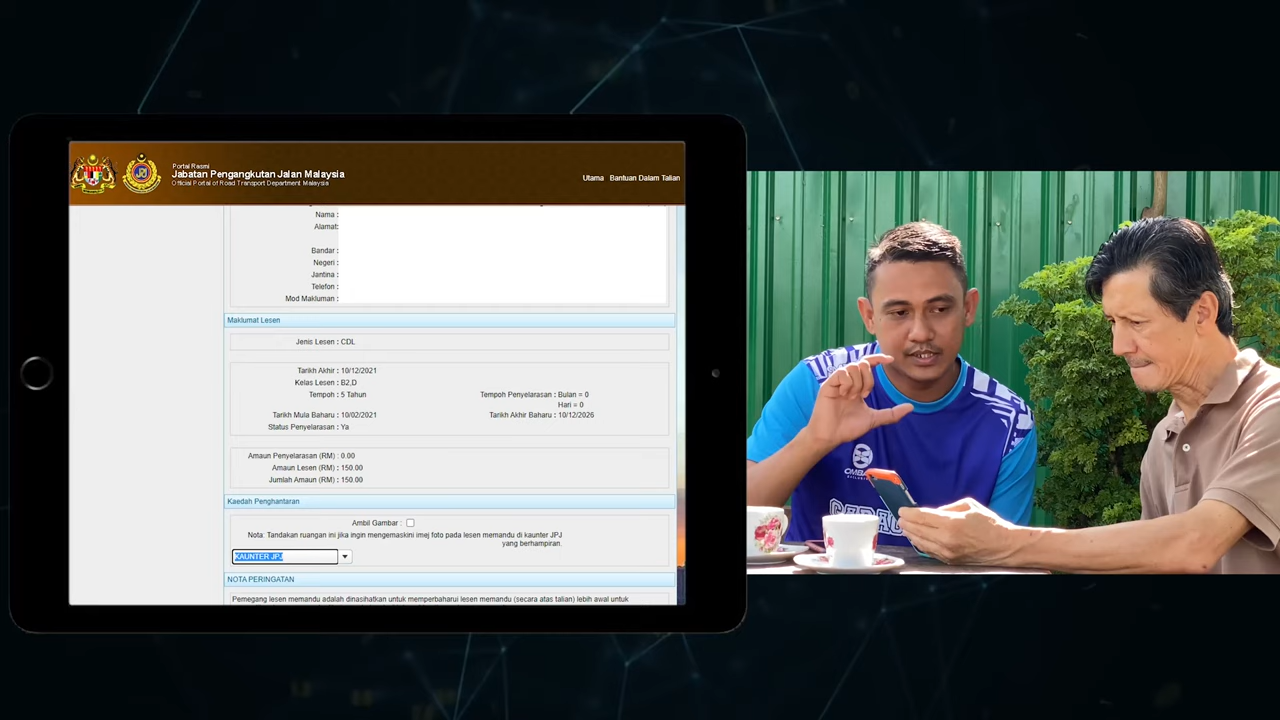 Portal Rasmi
Jabatan Pengangkutan Jalan Malaysia
Official Portal of Road Transport Department Malaysia
Utama Bantuan Dalam Talian
Nama :
Alamat:
Bandar :
Negeri :
Jantina :
Telefon :
Mod Makluman :
Maklumat Lesen
Jenis Lesen : CDL
Tarikh Akhir : 10/12/2021
Kelas Lesen : B2,D
Tempoh : 5 Tahun
Tempoh Penyelarasan : Bulan = 0
Hari = 0
Tarikh Mula Baharu : 10/02/2021
Tarikh Akhir Baharu : 10/12/2026
Status Penyelarasan : Ya
Amaun Penyelarasan (RM) : 0.00
Amaun Lesen (RM) : 150.00
Jumlah Amaun (RM) : 150.00
Kaedah Penghantaran
Ambil Gambar :
Nota: Tandakan ruangan ini jika ingin mengemaskini imej foto pada lesen memandu di kaunter JPJ
yang berhampiran.
KAUNTER JPJ
NOTA PERINGATAN
Pemegang lesen memandu adalah dinasihatkan untuk memperbaharui lesen memandu (secara atas talian) lebih awal untuk